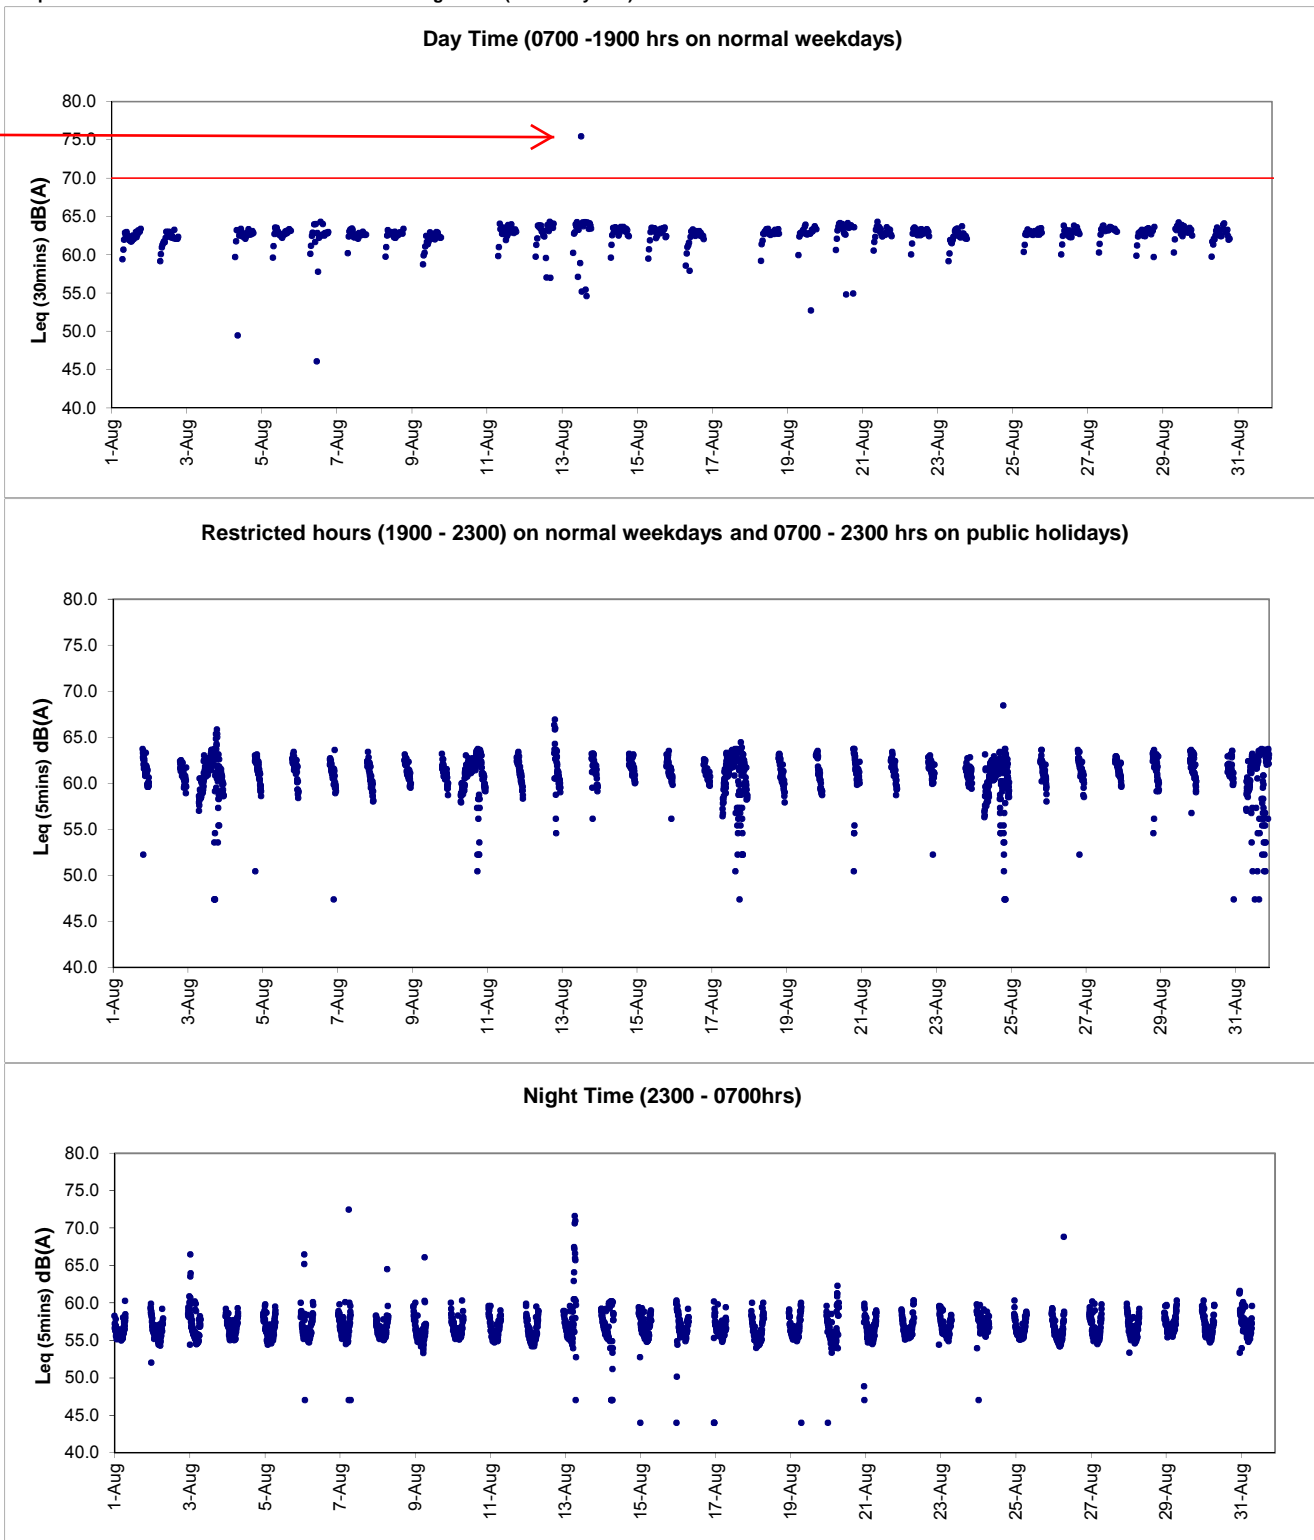 Day Time (0700 -1900 hrs on normal weekdays)
80.0
75.0
70.0
65.0
60.0
55.0
50.0
45.0
40.0
Leq (30mins) dB(A)
1-Aug
3-Aug
5-Aug
7-Aug
9-Aug
11-Aug
13-Aug
15-Aug
17-Aug
19-Aug
21-Aug
23-Aug
25-Aug
27-Aug
29-Aug
31-Aug
Restricted hours (1900 - 2300) on normal weekdays and 0700 - 2300 hrs on public holidays)
80.0
75.0
70.0
65.0
60.0
55.0
50.0
45.0
40.0
Leq (5mins) dB(A)
1-Aug
3-Aug
5-Aug
7-Aug
9-Aug
11-Aug
13-Aug
15-Aug
17-Aug
19-Aug
21-Aug
23-Aug
25-Aug
27-Aug
29-Aug
31-Aug
Night Time (2300 - 0700hrs)
80.0
75.0
70.0
65.0
60.0
55.0
50.0
45.0
40.0
Leq (5mins) dB(A)
1-Aug
3-Aug
5-Aug
7-Aug
9-Aug
11-Aug
13-Aug
15-Aug
17-Aug
19-Aug
21-Aug
23-Aug
25-Aug
27-Aug
29-Aug
31-Aug